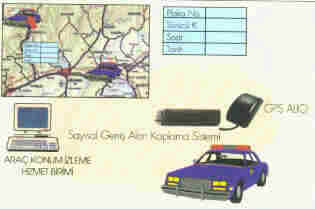 Plaka No.
Sürücü K
Saat
Tarih
GPS ALICI
Sayısal Geniş Alan Kaplama Sistemi
ARAÇ KONUM İZLEME
HİZMET BİRİMİ